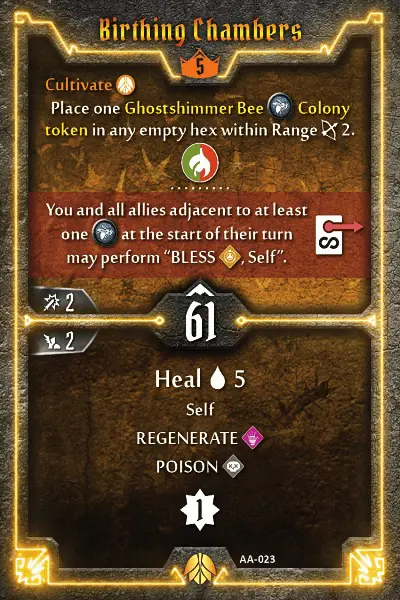 Birthing Chambers
5
Cultivate
Place one Ghostshimmer Bee Colony
token in any empty hex within Range 2.
You and all allies adjacent to at least
one at the start of their turn
may perform “BLESS , Self”.
2
61
2
Heal 5
Self
REGENERATE
POISON
1
AA-023